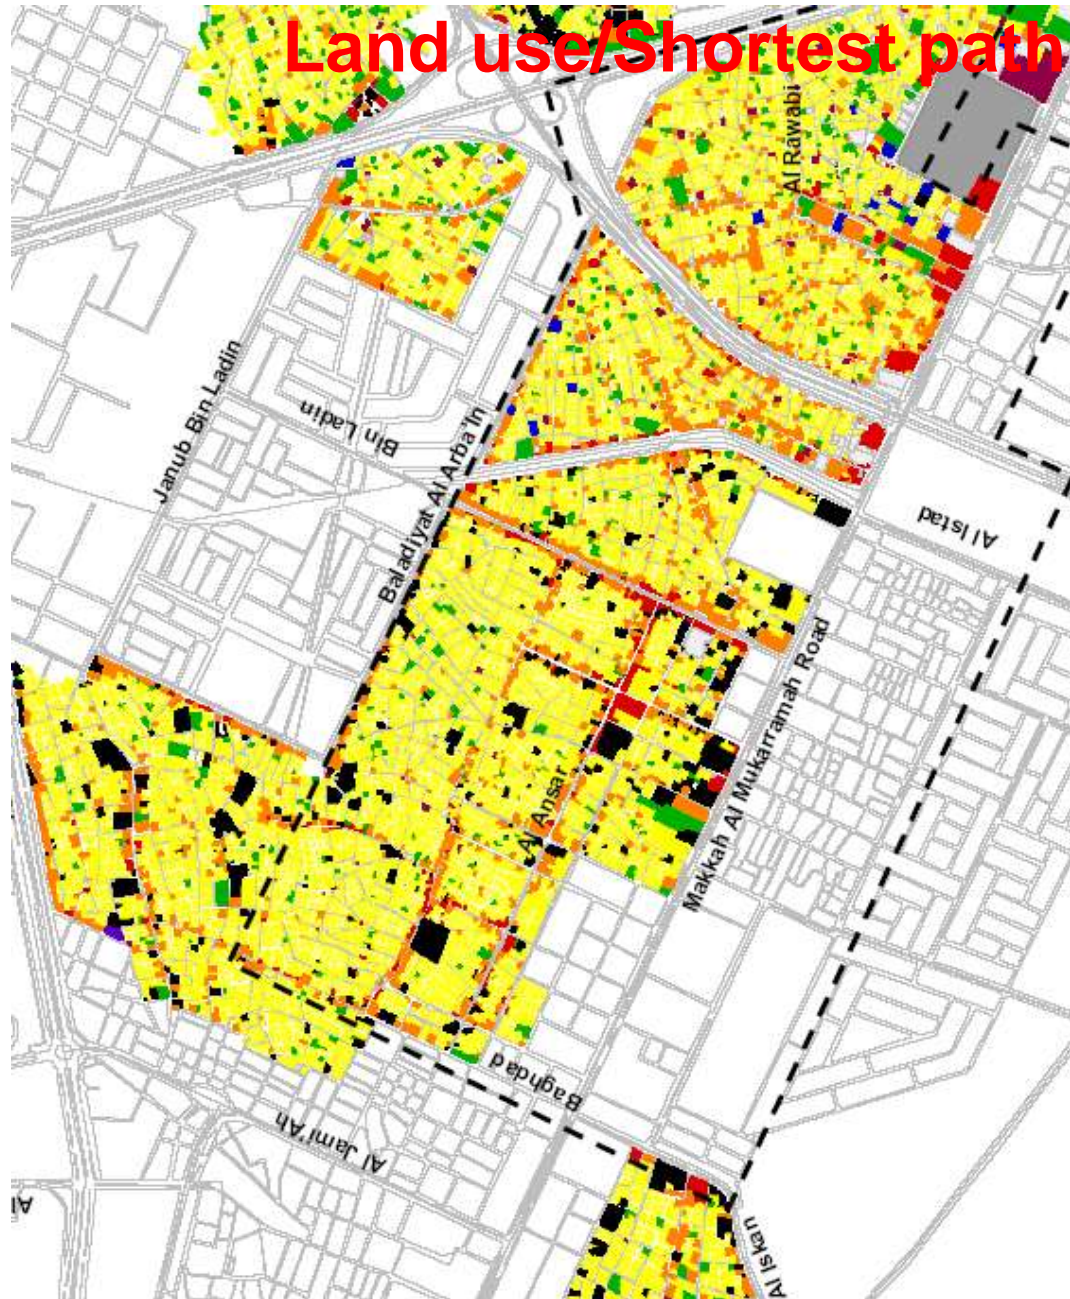 Land use/Shortest path
Al Rawabi
Janub Bin Ladin
Bin Ladin
Baladiyat Al Arba'In
Al Istad
Makkah Al Mukarramah Road
Al Ansar
Baghdad
Al Jami'Ah
Al
Al Iskan